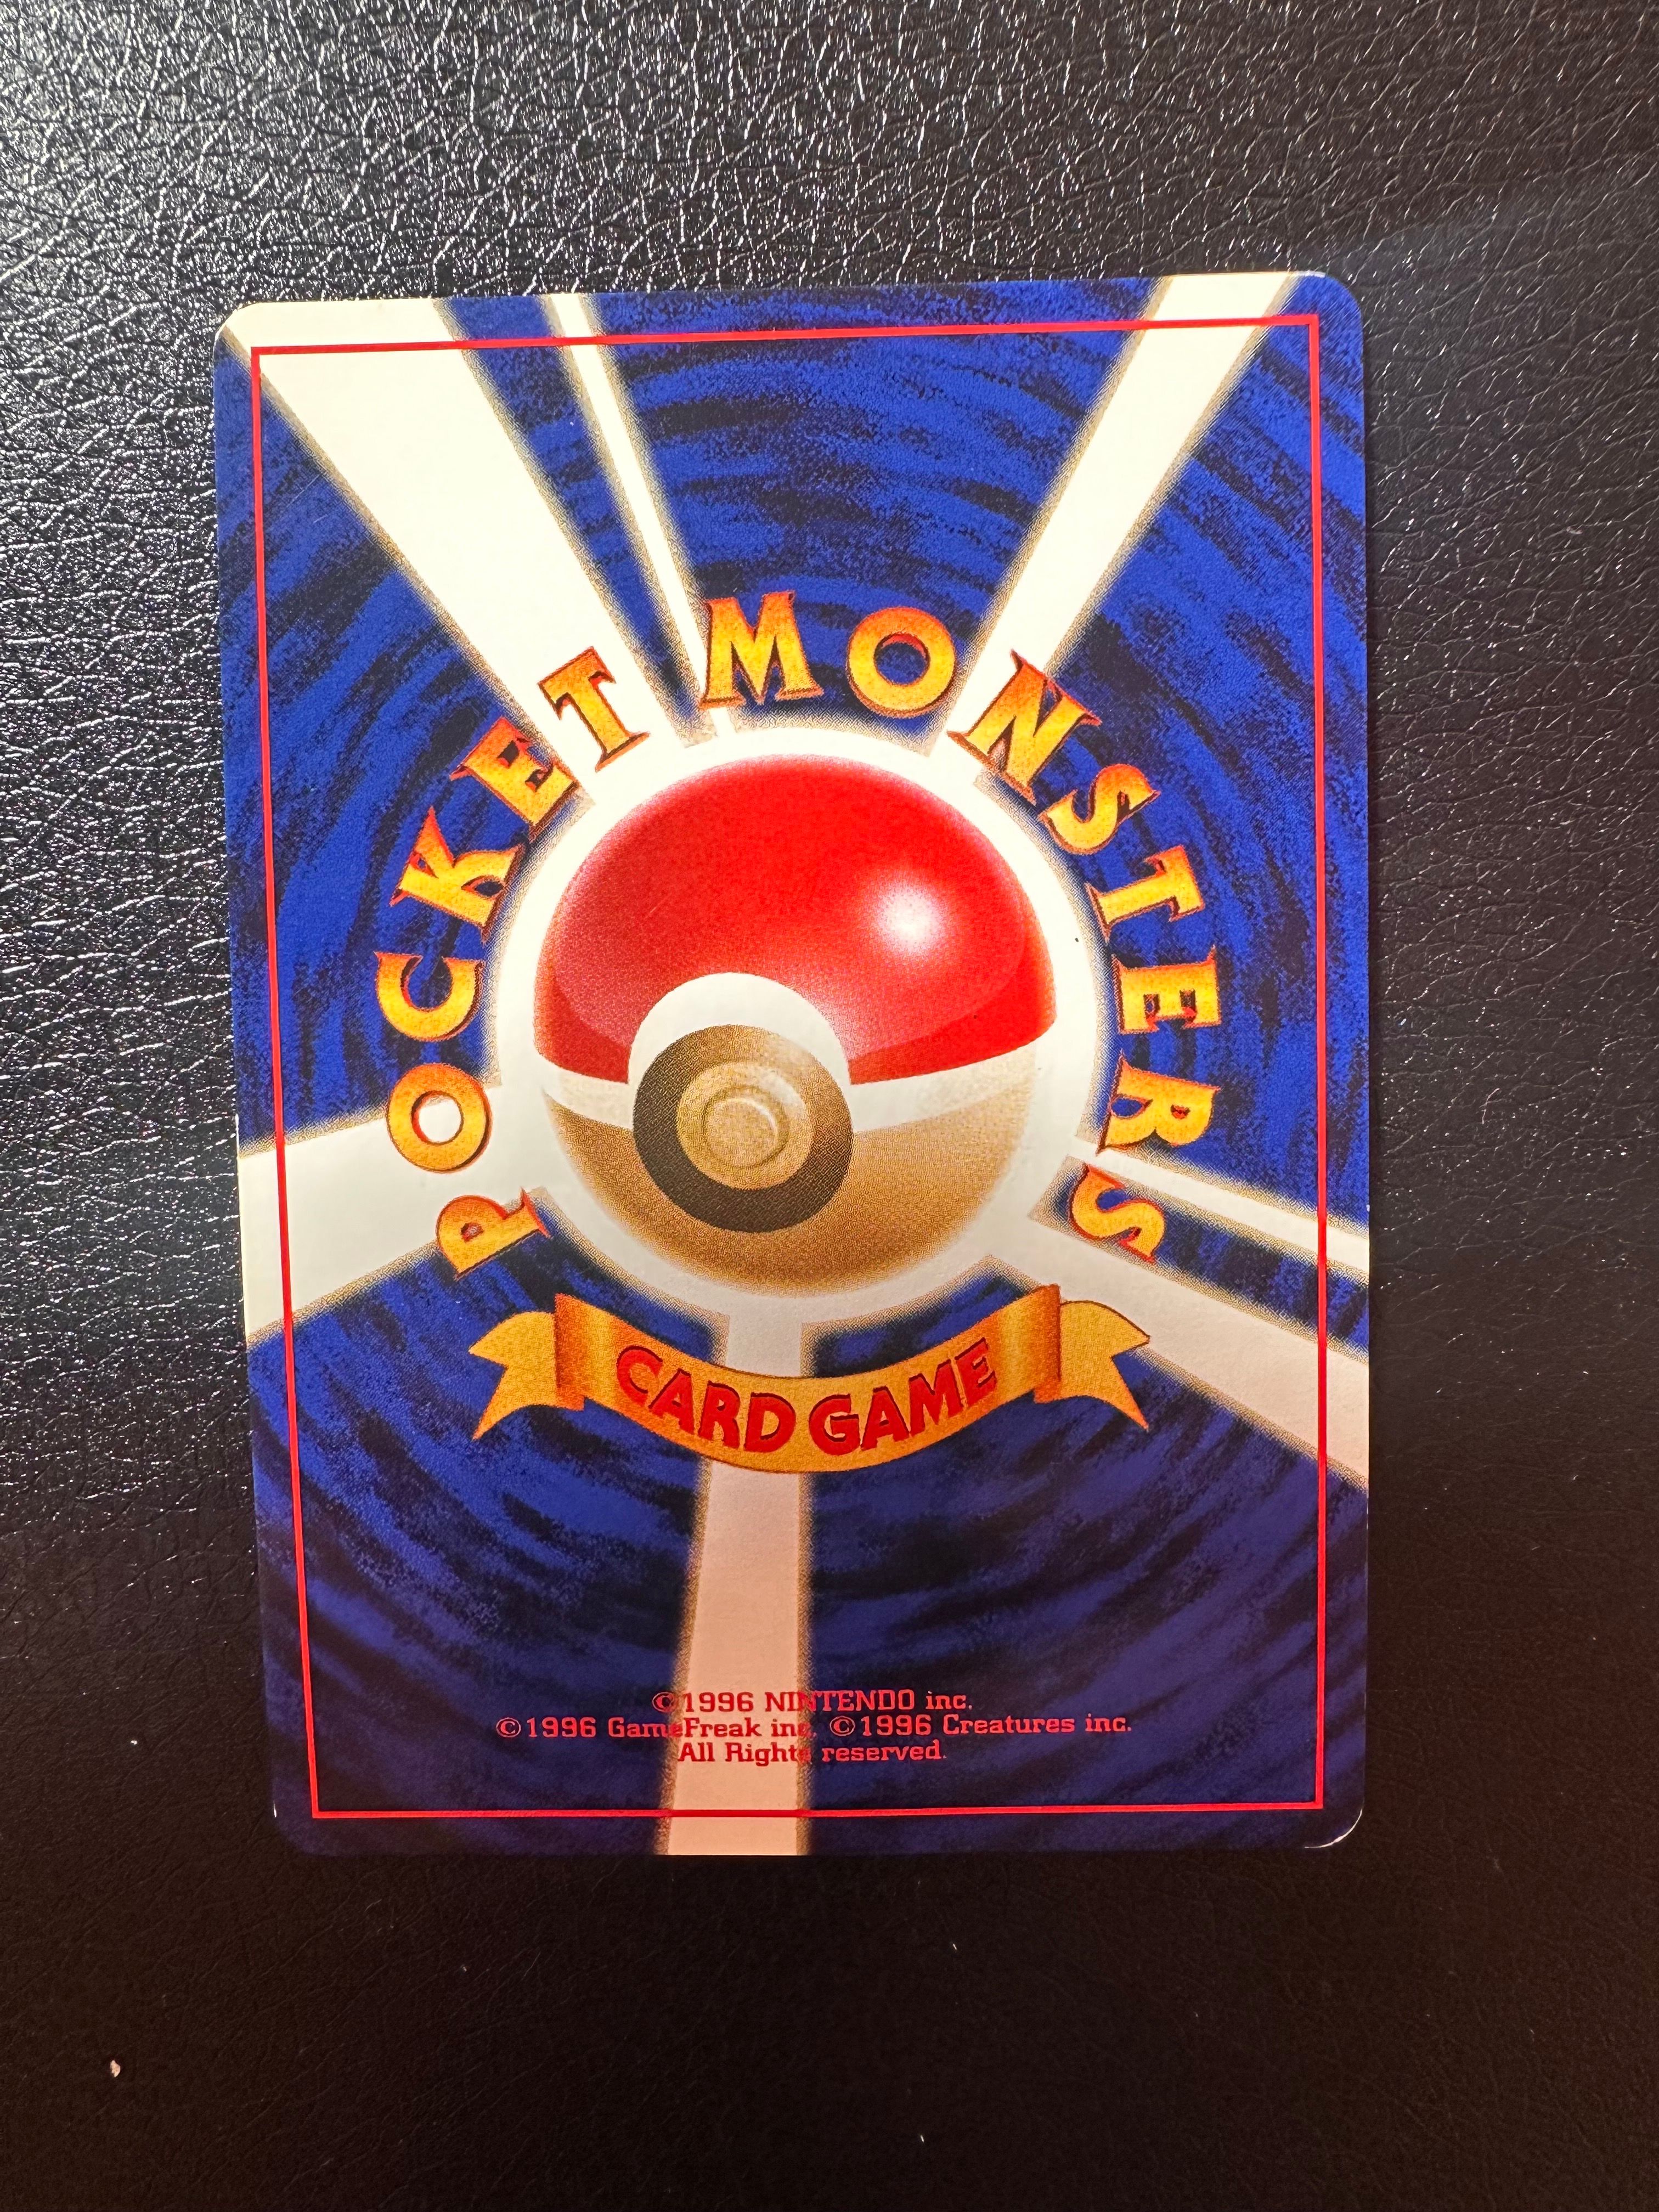 POCKET MONSTERS
CARD GAME
©1996 NINTENDO inc.
©1996 GameFreak inc. ©1996 Creatures inc.
All Rights reserved.